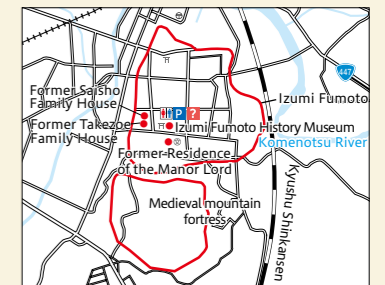 447
Former Saisho
Family House
Izumi Fumoto
P ?
Former Takezoe
Family House
Izumi Fumoto History Museum
Komenotsu River
Former Residence
of the Manor Lord
Medieval mountain
fortress
Kyushu Shinkansen